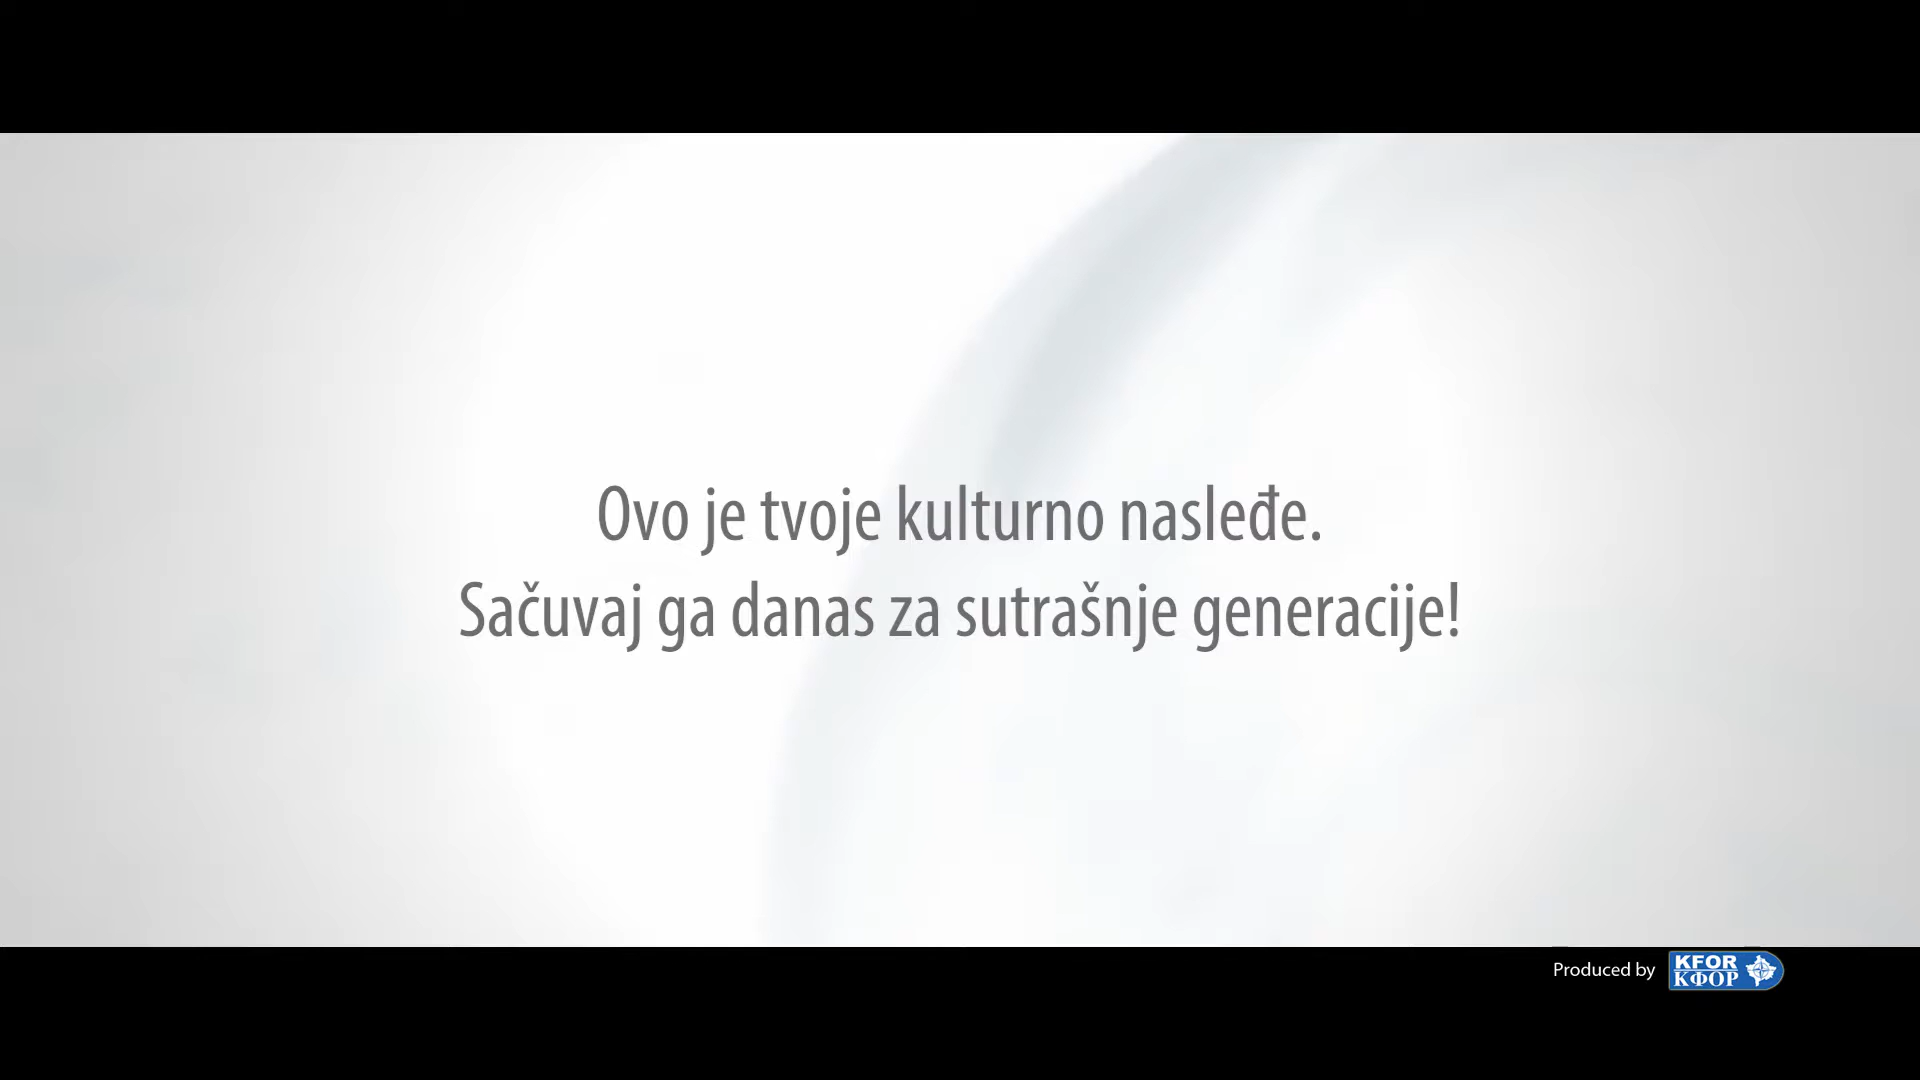 Ovo je tvoje kulturno nasleđe.
Sačuvaj ga danas za sutrašnje generacije!
Produced by
KFOR
КФОР